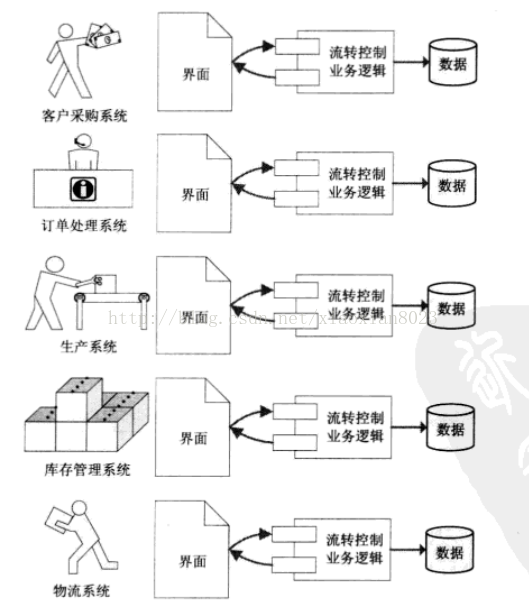 界面
流转控制
业务逻辑
数据
客户采购系统
界面
流转控制
业务逻辑
数据
订单处理系统
界面
流转控制
业务逻辑
数据
生产系统
http://blog.csdn.net/xiaoxian8023
界面
流转控制
业务逻辑
数据
库存管理系统
界面
流转控制
业务逻辑
数据
物流系统